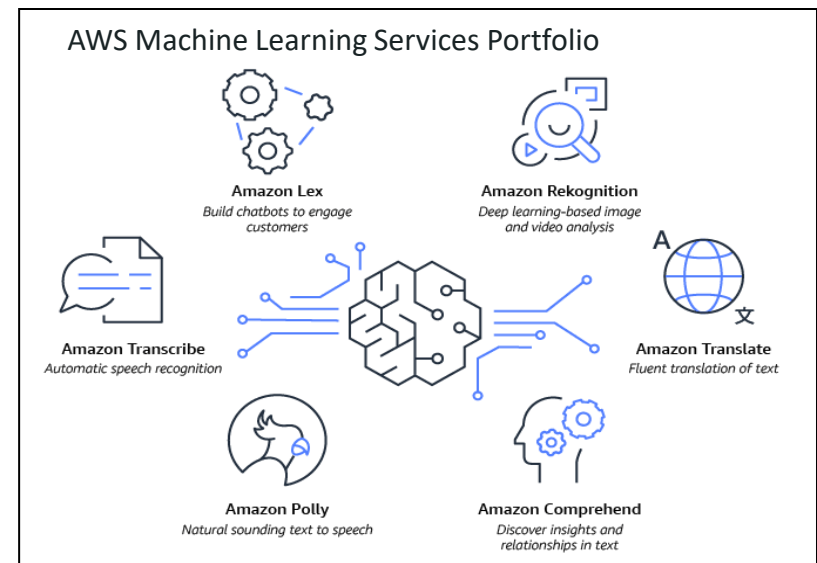 AWS Machine Learning Services Portfolio
Amazon Lex
Build chatbots to engage
customers
Amazon Rekognition
Deep learning-based image
and video analysis
A
文
Amazon Transcribe
Automatic speech recognition
Amazon Translate
Fluent translation of text
Amazon Polly
Natural sounding text to speech
Amazon Comprehend
Discover insights and
relationships in text